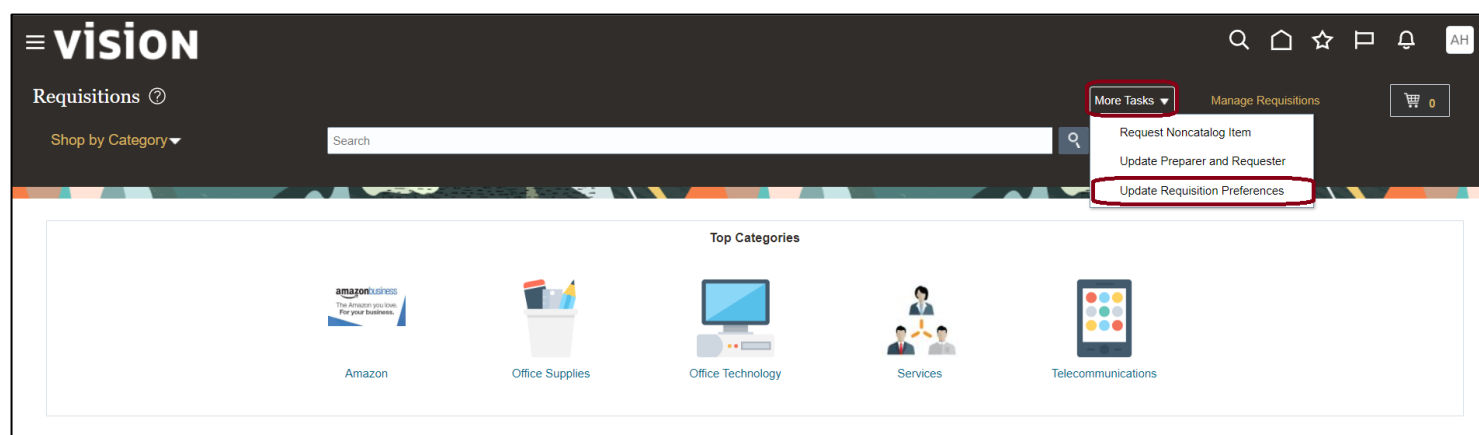 vision
AH
Requisitions ?
More Tasks
Manage Requisitions
0
Shop by Category
Search
Request Noncatalog Item
Update Preparer and Requester
Update Requisition Preferences
Top Categories
amazonbusiness
The Amazon you love.
For your business.
Amazon
Office Supplies
Office Technology
Services
Telecommunications